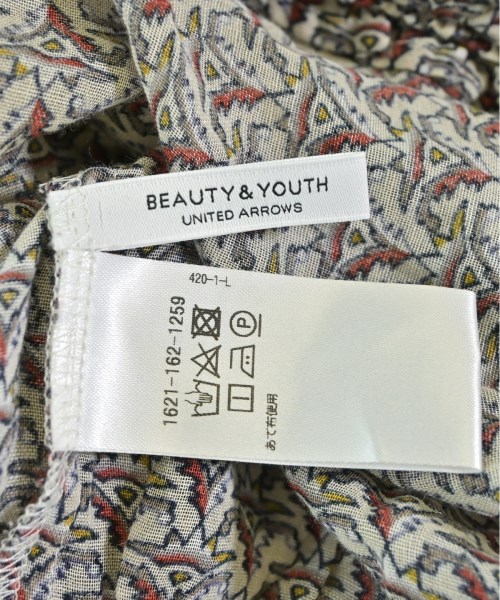 BEAUTY & YOUTH
UNITED ARROWS
420-1-L
1621-162-1259
P
あて布使用